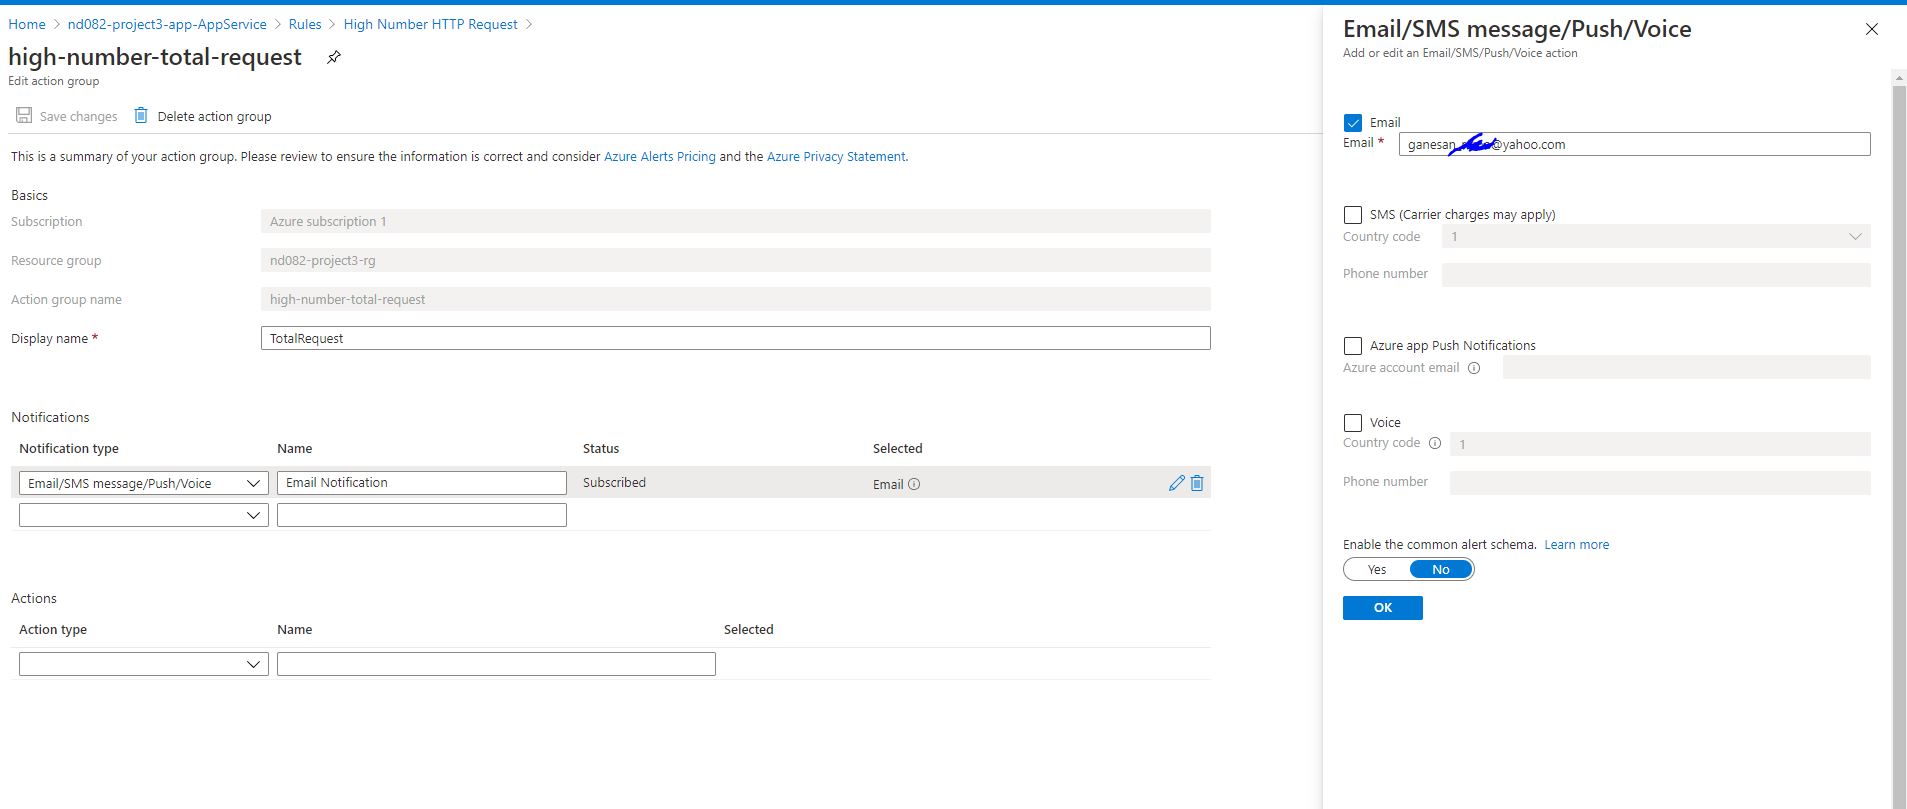 Home > nd082-project3-app-AppService > Rules > High Number HTTP Request >
high-number-total-request
Edit action group
Save changes Delete action group
This is a summary of your action group. Please review to ensure the information is correct and consider Azure Alerts Pricing and the Azure Privacy Statement.
Basics
Subscription Azure subscription 1
Resource group nd082-project3-rg
Action group name high-number-total-request
Display name * TotalRequest
Notifications
Notification type Name Status Selected
Email/SMS message/Push/Voice Email Notification Subscribed Email
Actions
Action type Name Selected
Email/SMS message/Push/Voice
Add or edit an Email/SMS/Push/Voice action
Email
Email * ganesan @yahoo.com
SMS (Carrier charges may apply)
Country code 1
Phone number
Azure app Push Notifications
Azure account email
Voice
Country code 1
Phone number
Enable the common alert schema. Learn more
Yes No
OK